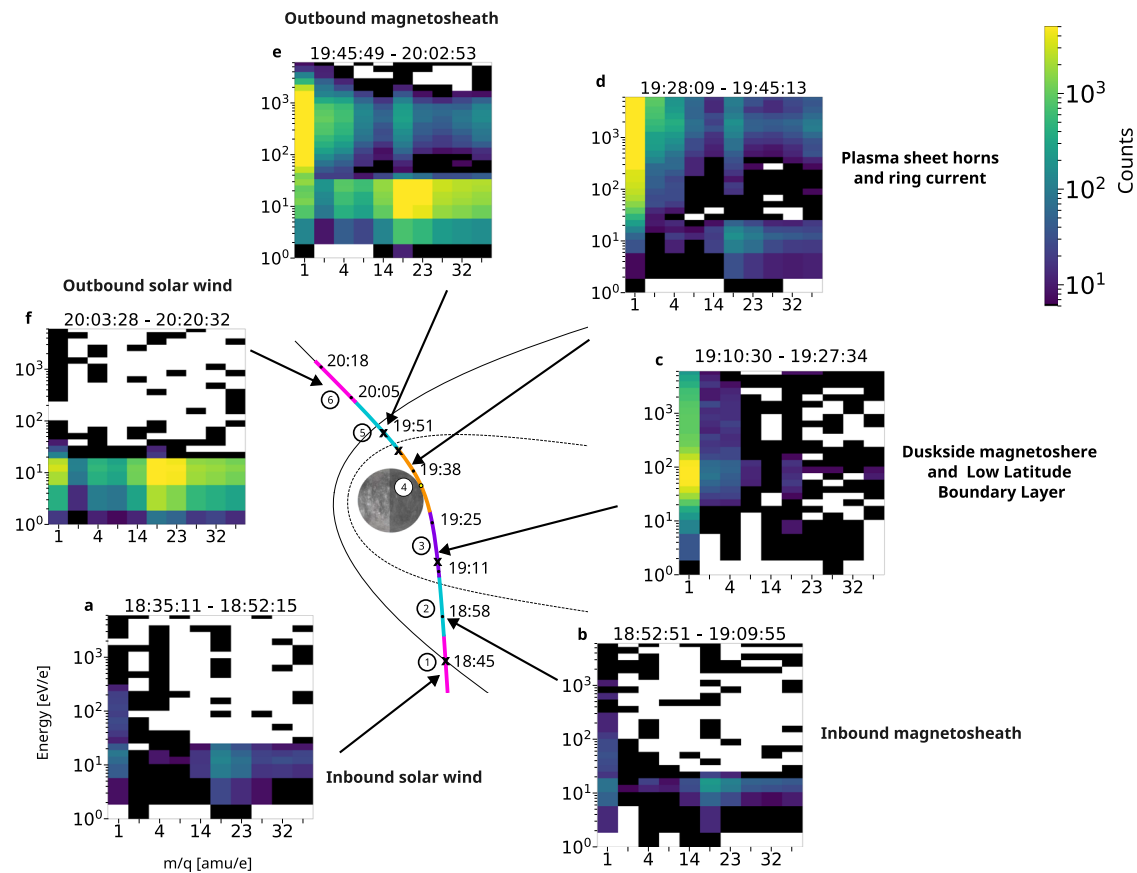 Outbound magnetosheath
e
19:45:49 - 20:02:53
10³
10²
10¹
10⁰
1 4 14 23 32
d
19:28:09 - 19:45:13
10³
10²
10¹
10⁰
1 4 14 32
Plasma sheet horns
and ring current
10³
10²
10¹
Counts
Outbound solar wind
f
20:03:28 - 20:20:32
10³
10²
10¹
10⁰
1 4 14 23 32
c
19:10:30 - 19:27:34
10³
10²
10¹
10⁰
1 4 14 23 32
Duskside magnetoshere
and Low Latitude
Boundary Layer
20:18
6
20:05
5
19:51
19:38
4
19:25
3
19:11
2
18:58
1
18:45
a
18:35:11 - 18:52:15
Energy [eV/e]
10³
10²
10¹
10⁰
1 4 14 23 32
m/q [amu/e]
Inbound solar wind
b
18:52:51 - 19:09:55
10³
10²
10¹
10⁰
1 4 14 23 32
Inbound magnetosheath